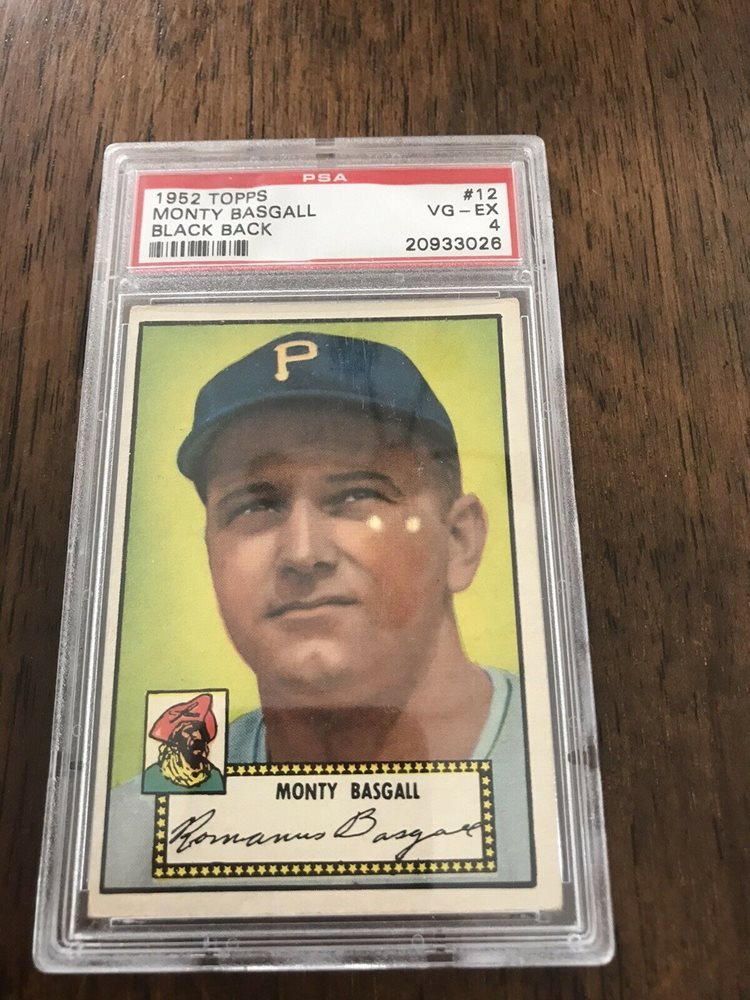 PSA
1952 TOPPS #12
MONTY BASGALL VG-EX
BLACK BACK 4
20933026
P
MONTY BASGALL
Romanus Basgall